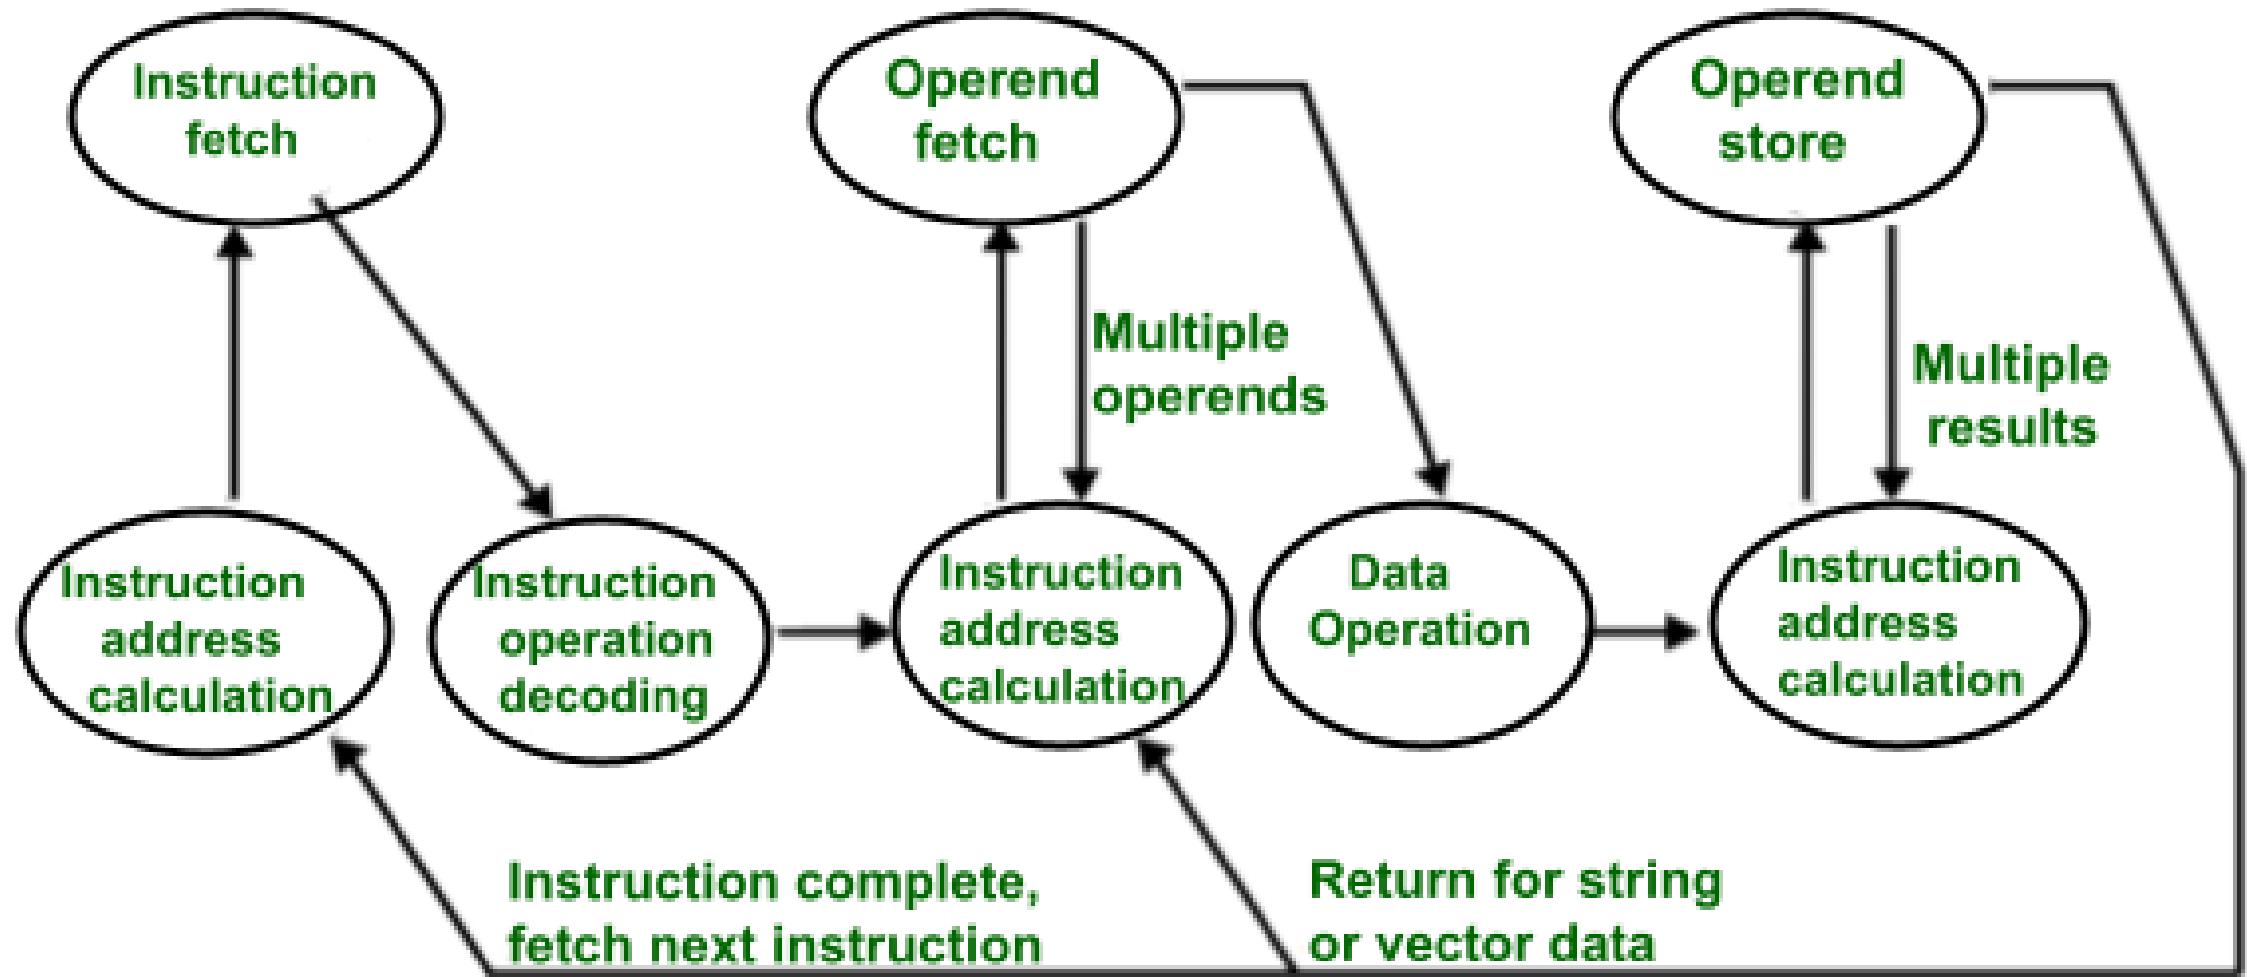 Instruction
fetch
Operend
fetch
Operend
store
Multiple
operends
Multiple
results
Instruction
address
calculation
Instruction
operation
decoding
Instruction
address
calculation
Data
Operation
Instruction
address
calculation
Instruction complete,
fetch next instruction
Return for string
or vector data